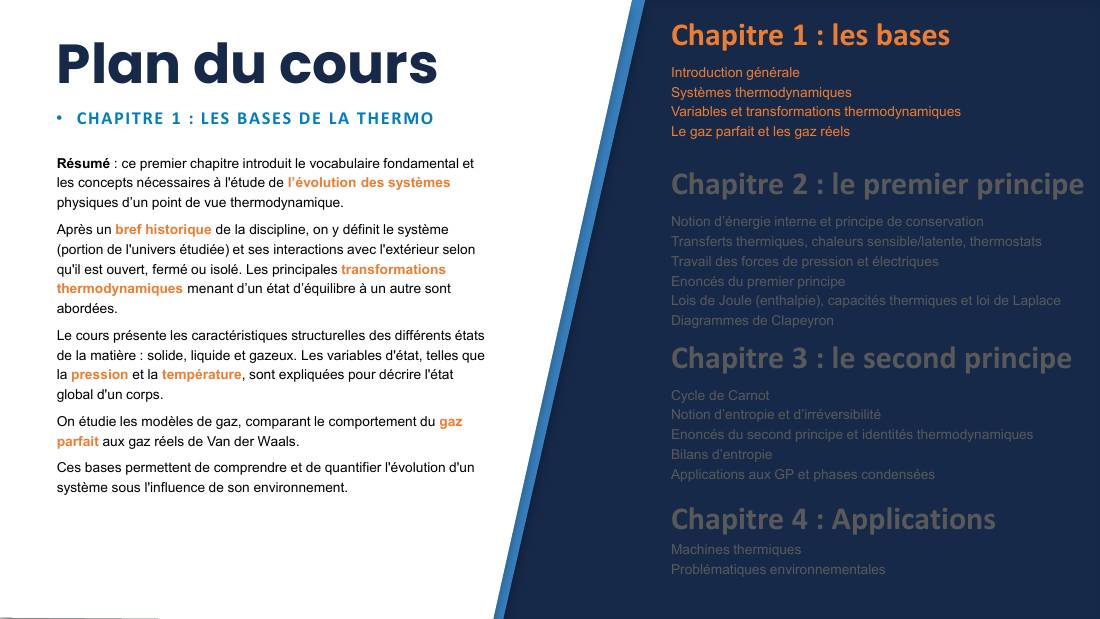 Plan du cours
• CHAPITRE 1 : LES BASES DE LA THERMO
Résumé : ce premier chapitre introduit le vocabulaire fondamental et
les concepts nécessaires à l'étude de l’évolution des systèmes
physiques d’un point de vue thermodynamique.
Après un bref historique de la discipline, on y définit le système
(portion de l'univers étudiée) et ses interactions avec l'extérieur selon
qu'il est ouvert, fermé ou isolé. Les principales transformations
thermodynamiques menant d’un état d’équilibre à un autre sont
abordées.
Le cours présente les caractéristiques structurelles des différents états
de la matière : solide, liquide et gazeux. Les variables d'état, telles que
la pression et la température, sont expliquées pour décrire l'état
global d'un corps.
On étudie les modèles de gaz, comparant le comportement du gaz
parfait aux gaz réels de Van der Waals.
Ces bases permettent de comprendre et de quantifier l'évolution d'un
système sous l'influence de son environnement.
Chapitre 1 : les bases
Introduction générale
Systèmes thermodynamiques
Variables et transformations thermodynamiques
Le gaz parfait et les gaz réels
Chapitre 2 : le premier principe
Notion d’énergie interne et principe de conservation
Transferts thermiques, chaleurs sensible/latente, thermostats
Travail des forces de pression et électriques
Enoncés du premier principe
Lois de Joule (enthalpie), capacités thermiques et loi de Laplace
Diagrammes de Clapeyron
Chapitre 3 : le second principe
Cycle de Carnot
Notion d’entropie et d’irréversibilité
Enoncés du second principe et identités thermodynamiques
Bilans d’entropie
Applications aux GP et phases condensées
Chapitre 4 : Applications
Machines thermiques
Problématiques environnementales